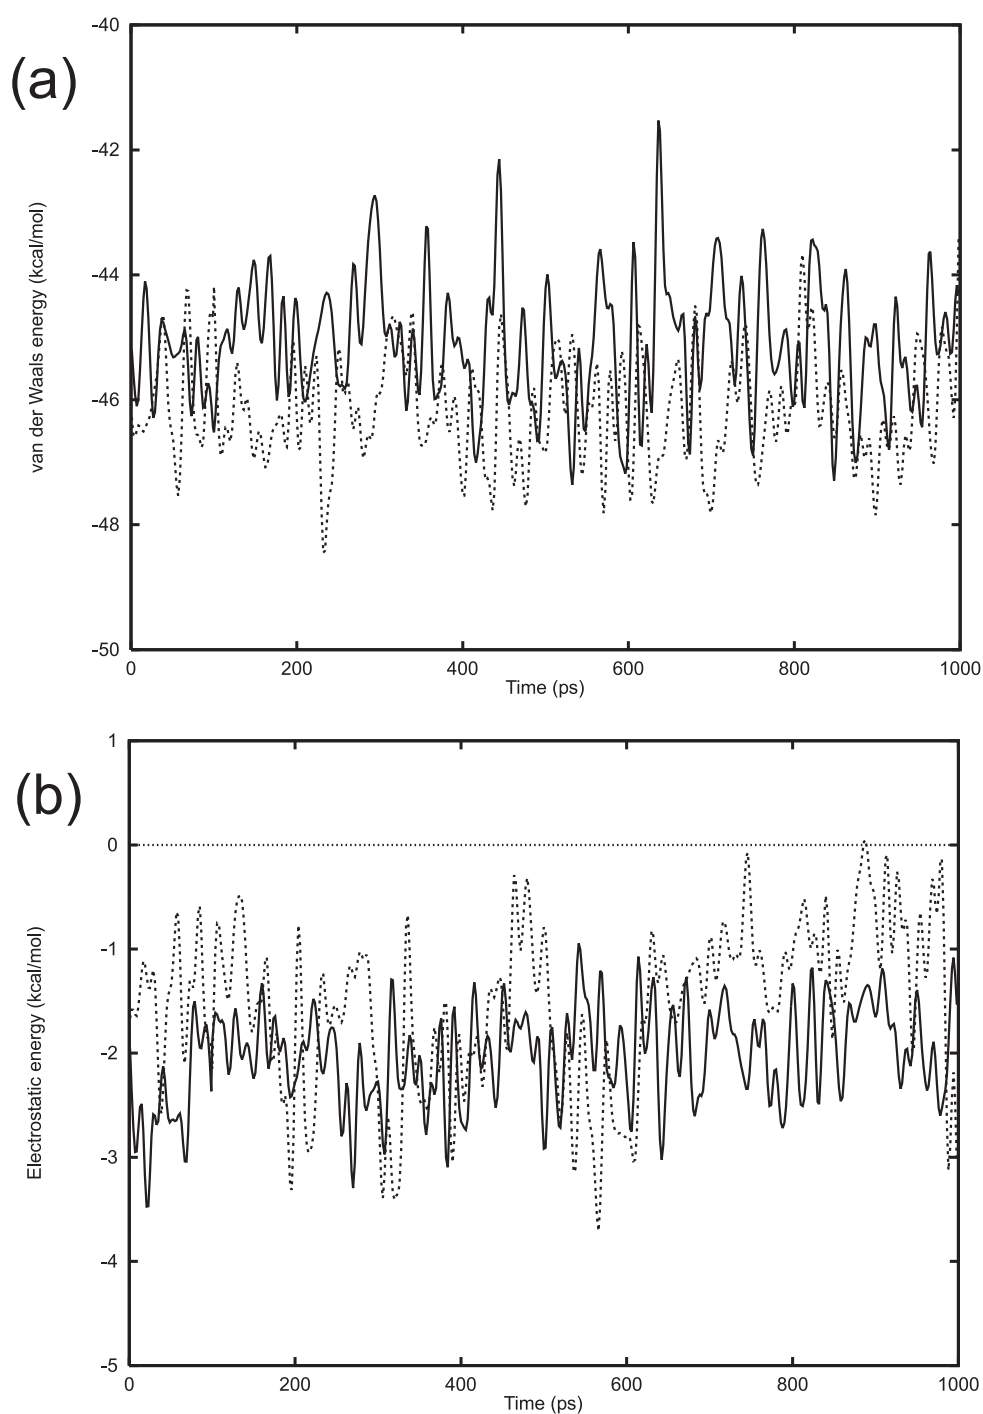 (a)
van der Waals energy (kcal/mol)
-40
-42
-44
-46
-48
-50
0 200 400 600 800 1000
Time (ps)
(b)
Electrostatic energy (kcal/mol)
1
0
-1
-2
-3
-4
-5
0 200 400 600 800 1000
Time (ps)